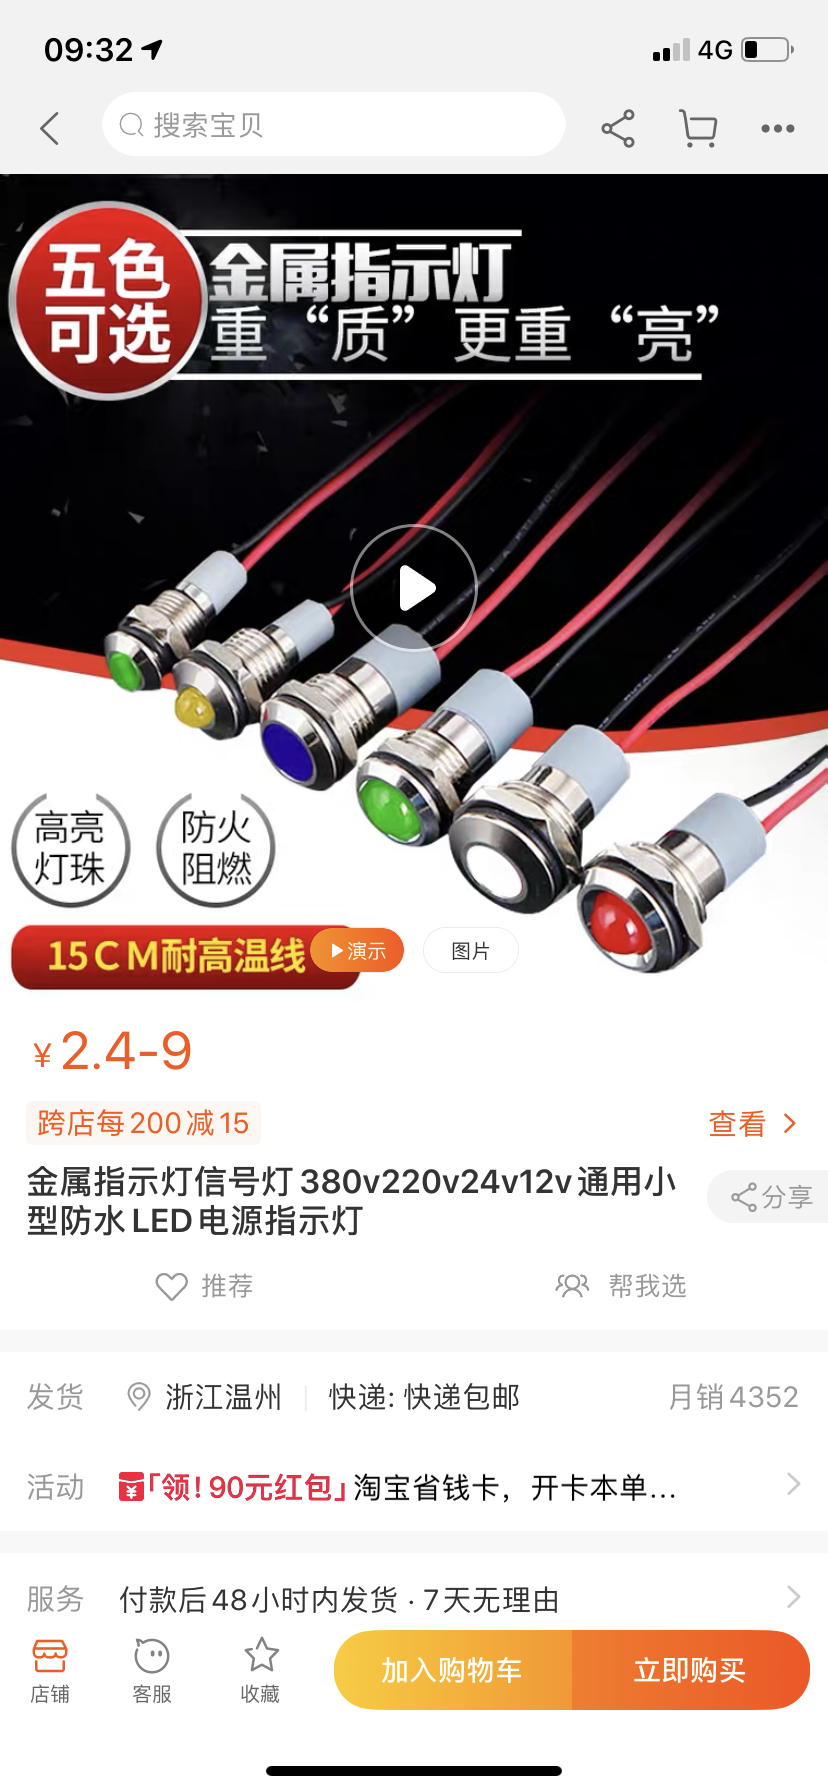 09:32
4G
搜索宝贝
五色
可选
金属指示灯
重“质”更重“亮”
高亮
灯珠
防火
阻燃
15CM耐高温线
演示
图片
¥2.4-9
跨店每200减15
查看
金属指示灯信号灯380v220v24v12v通用小
型防水LED电源指示灯
分享
推荐
帮我选
发货
浙江温州
快递: 快递包邮
月销4352
活动
「领!90元红包」淘宝省钱卡，开卡本单...
服务
付款后48小时内发货 · 7天无理由
店铺
客服
收藏
加入购物车
立即购买